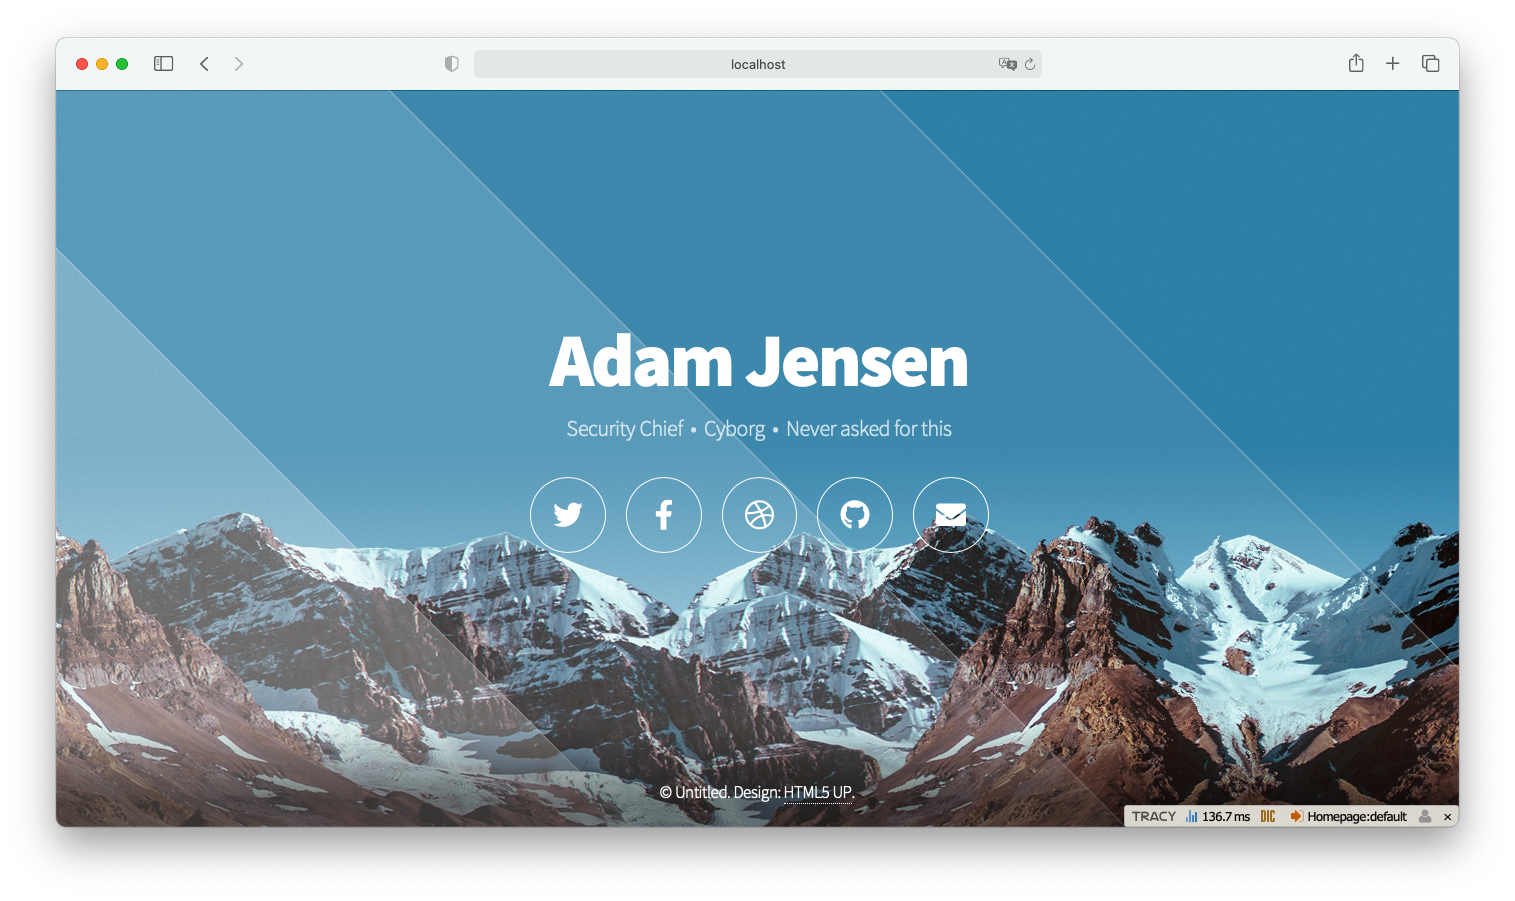 localhost
Adam Jensen
Security Chief • Cyborg • Never asked for this
© Untitled. Design: HTML5 UP.
TRACY 136.7 ms DIC Homepage:default ×